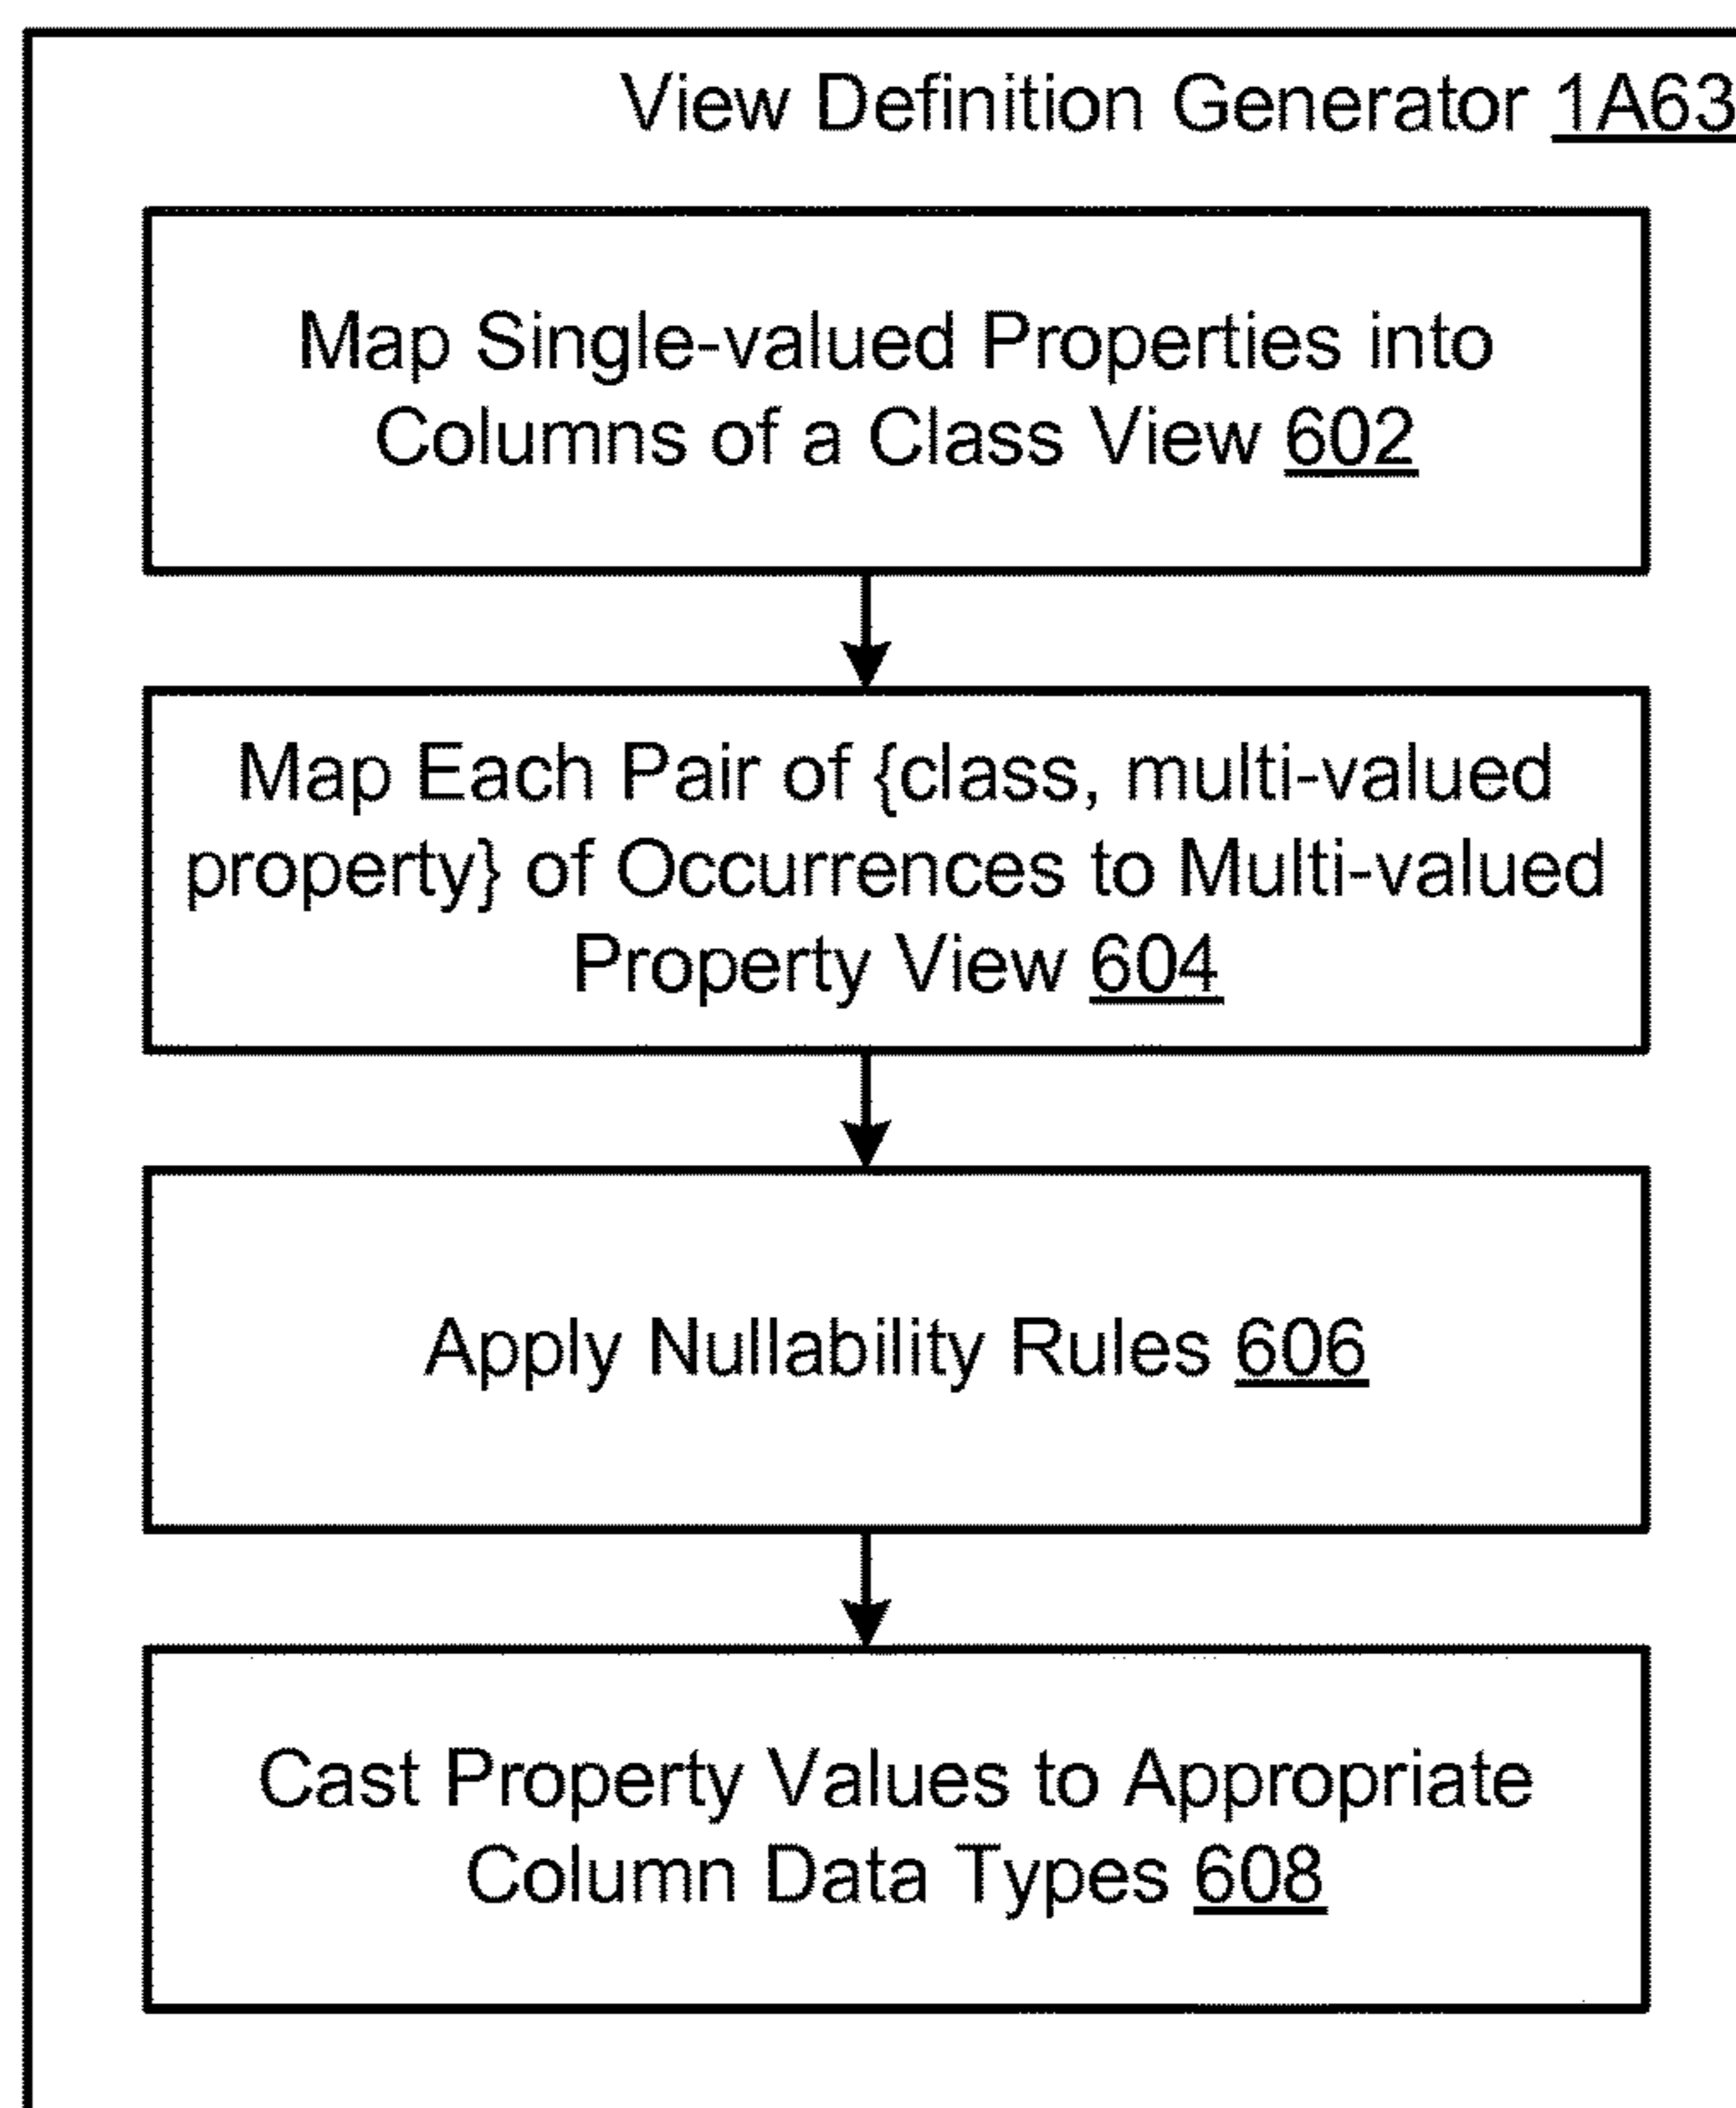 View Definition Generator 1A63
Map Single-valued Properties into
Columns of a Class View 602
Map Each Pair of {class, multi-valued
property} of Occurrences to Multi-valued
Property View 604
Apply Nullability Rules 606
Cast Property Values to Appropriate
Column Data Types 608